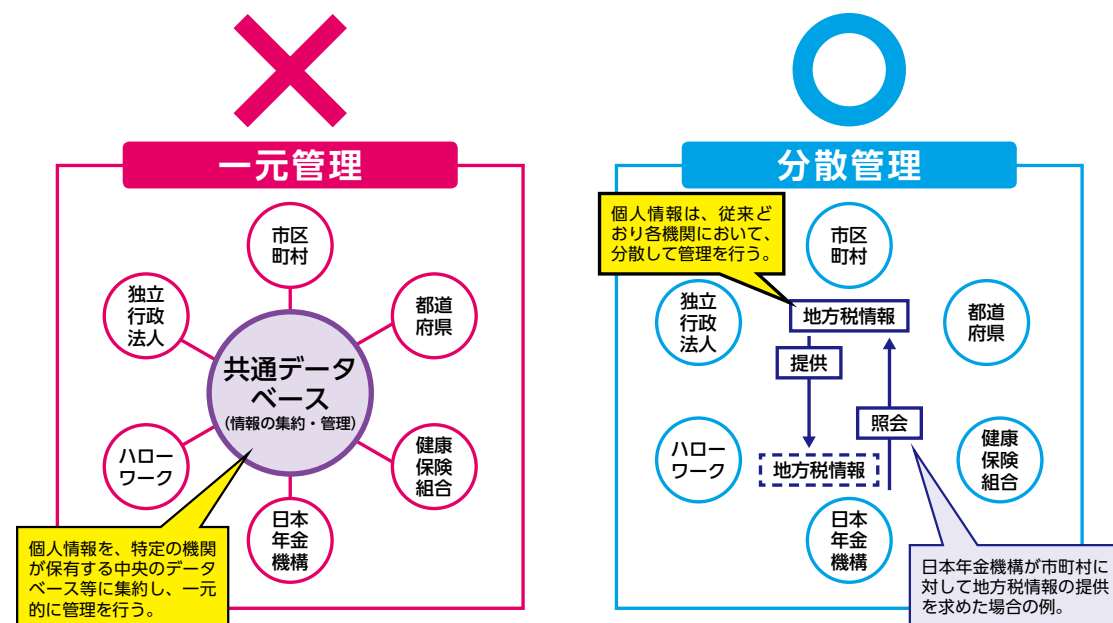 一元管理
市区
町村
独立
行政
法人
都道
府県
共通データ
ベース
(情報の集約・管理)
ハロー
ワーク
健康
保険
組合
日本
年金
機構
個人情報を、特定の機関
が保有する中央のデータ
ベース等に集約し、一元
的に管理を行う。
分散管理
個人情報は、従来ど
おり各機関において、
分散して管理を行う。
市区
町村
独立
行政
法人
地方税情報
都道
府県
提供
照会
ハロー
ワーク
地方税情報
健康
保険
組合
日本
年金
機構
日本年金機構が市町村に
対して地方税情報の提供
を求めた場合の例。